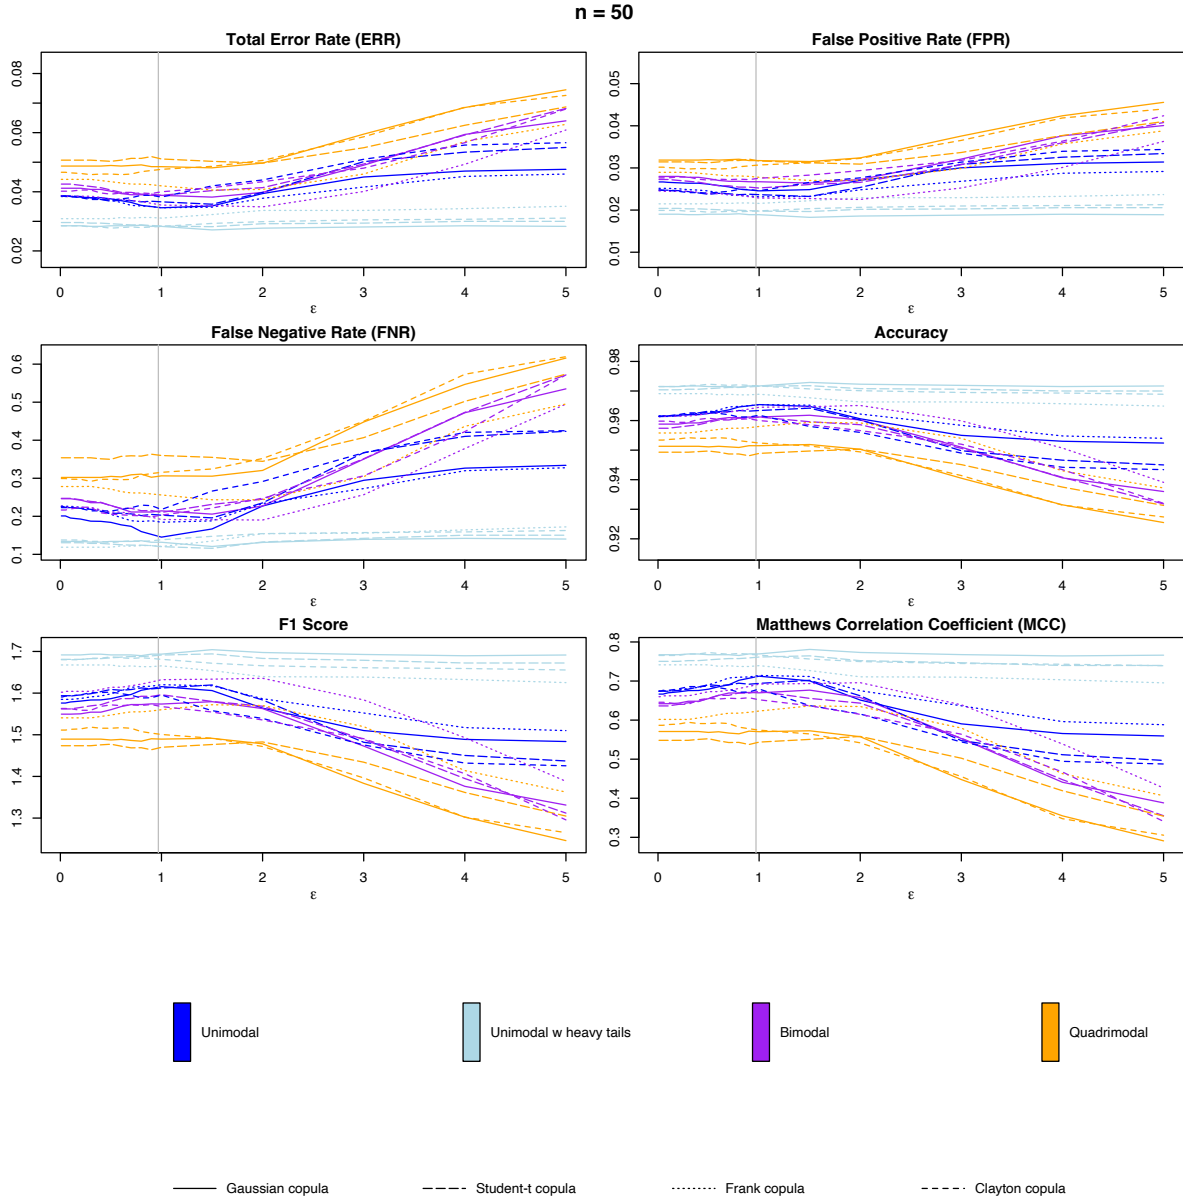 n = 50
Total Error Rate (ERR)
0.08
0.06
0.04
0.02
0 1 2 3 4 5
ε
False Positive Rate (FPR)
0.05
0.04
0.03
0.02
0.01
0 1 2 3 4 5
ε
False Negative Rate (FNR)
0.6
0.5
0.4
0.3
0.2
0.1
0 1 2 3 4 5
ε
Accuracy
0.98
0.96
0.94
0.92
0 1 2 3 4 5
ε
F1 Score
1.7
1.6
1.5
1.4
1.3
0 1 2 3 4 5
ε
Matthews Correlation Coefficient (MCC)
0.8
0.7
0.6
0.5
0.4
0.3
0 1 2 3 4 5
ε
Unimodal
Unimodal w heavy tails
Bimodal
Quadrimodal
Gaussian copula
Student-t copula
Frank copula
Clayton copula